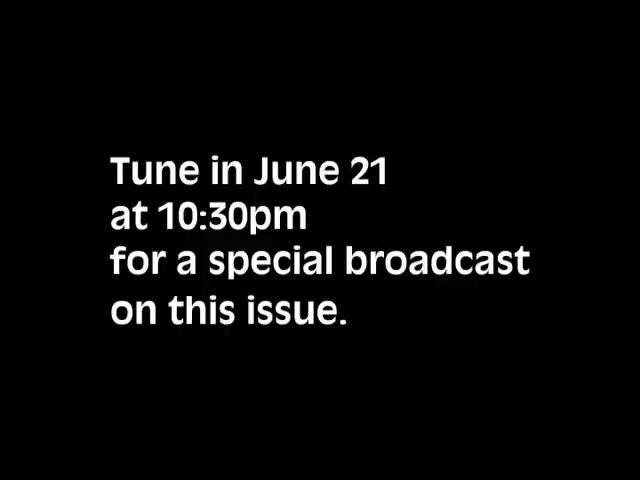 Tune in June 21
at 10:30pm
for a special broadcast
on this issue.